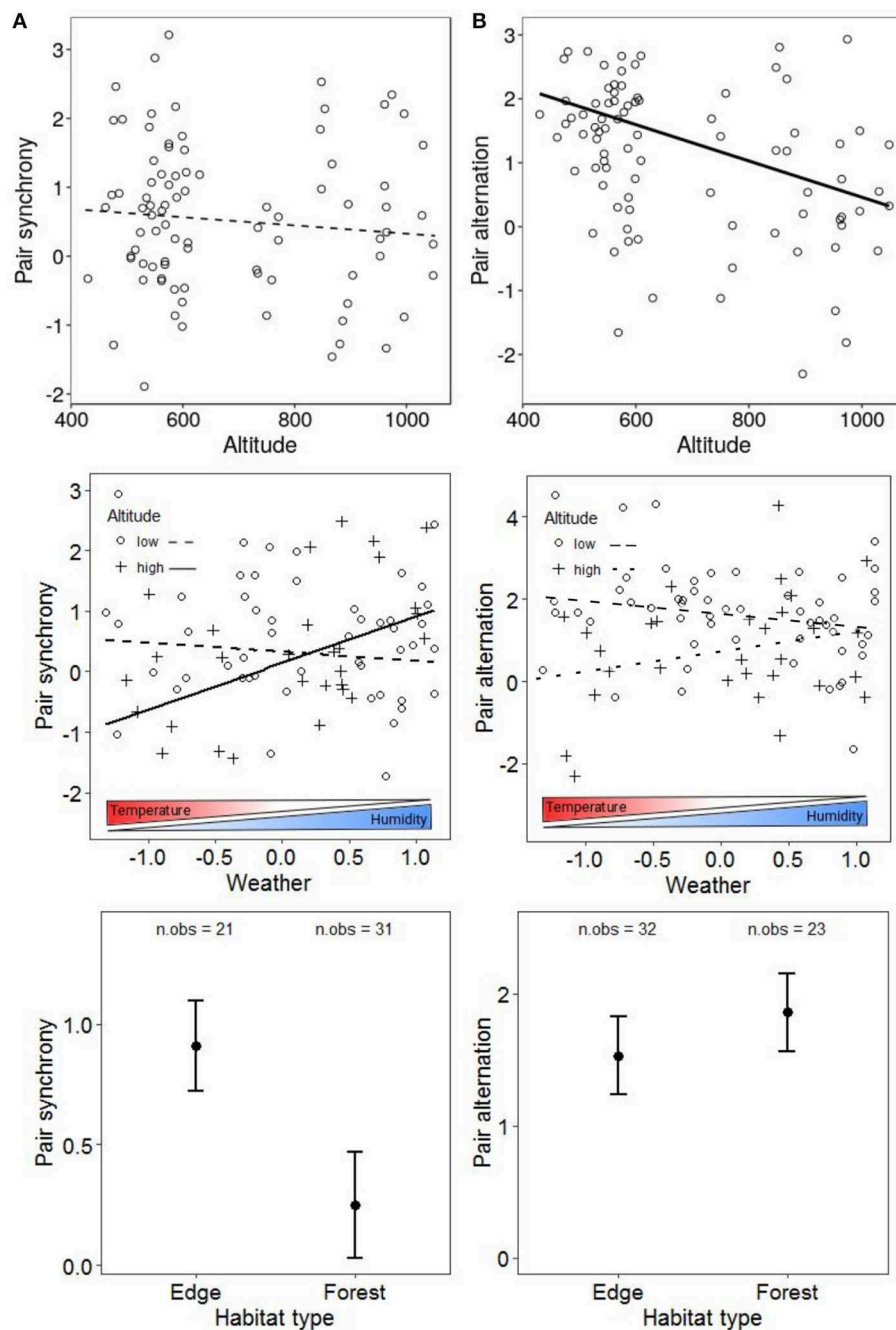 A
Pair synchrony
3
2
1
0
-1
-2
400
600
800
1000
Altitude
B
Pair alternation
3
2
1
0
-1
-2
400
600
800
1000
Altitude
Pair synchrony
3
2
1
0
-1
-2
Altitude
low
high
Temperature
Humidity
-1.0
-0.5
0.0
0.5
1.0
Weather
Pair alternation
4
2
0
-2
Altitude
low
high
Temperature
Humidity
-1.0
-0.5
0.0
0.5
1.0
Weather
n.obs = 21
n.obs = 31
Pair synchrony
1.0
0.5
0.0
Edge
Forest
Habitat type
n.obs = 32
n.obs = 23
Pair alternation
2
1
0
Edge
Forest
Habitat type